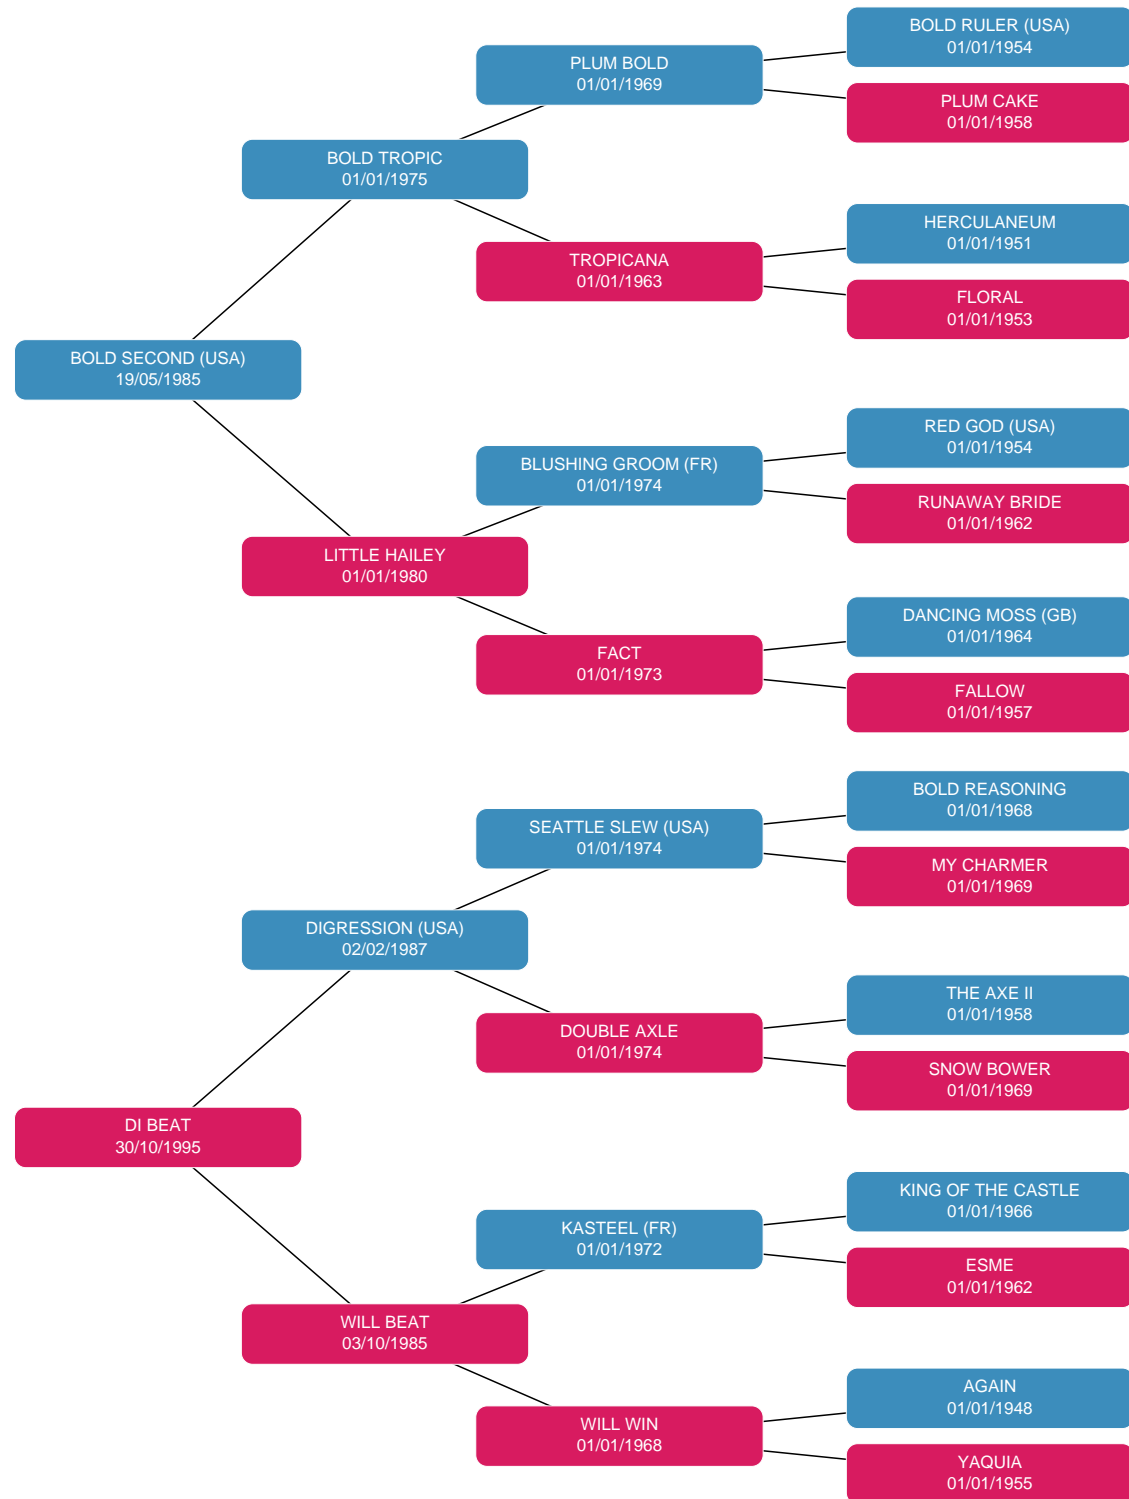 BOLD RULER (USA)
01/01/1954
PLUM BOLD
01/01/1969
PLUM CAKE
01/01/1958
BOLD TROPIC
01/01/1975
HERCULANEUM
01/01/1951
TROPICANA
01/01/1963
FLORAL
01/01/1953
BOLD SECOND (USA)
19/05/1985
RED GOD (USA)
01/01/1954
BLUSHING GROOM (FR)
01/01/1974
RUNAWAY BRIDE
01/01/1962
LITTLE HAILEY
01/01/1980
DANCING MOSS (GB)
01/01/1964
FACT
01/01/1973
FALLOW
01/01/1957
BOLD REASONING
01/01/1968
SEATTLE SLEW (USA)
01/01/1974
MY CHARMER
01/01/1969
DIGRESSION (USA)
02/02/1987
THE AXE II
01/01/1958
DOUBLE AXLE
01/01/1974
SNOW BOWER
01/01/1969
DI BEAT
30/10/1995
KING OF THE CASTLE
01/01/1966
KASTEEL (FR)
01/01/1972
ESME
01/01/1962
WILL BEAT
03/10/1985
AGAIN
01/01/1948
WILL WIN
01/01/1968
YAQUIA
01/01/1955